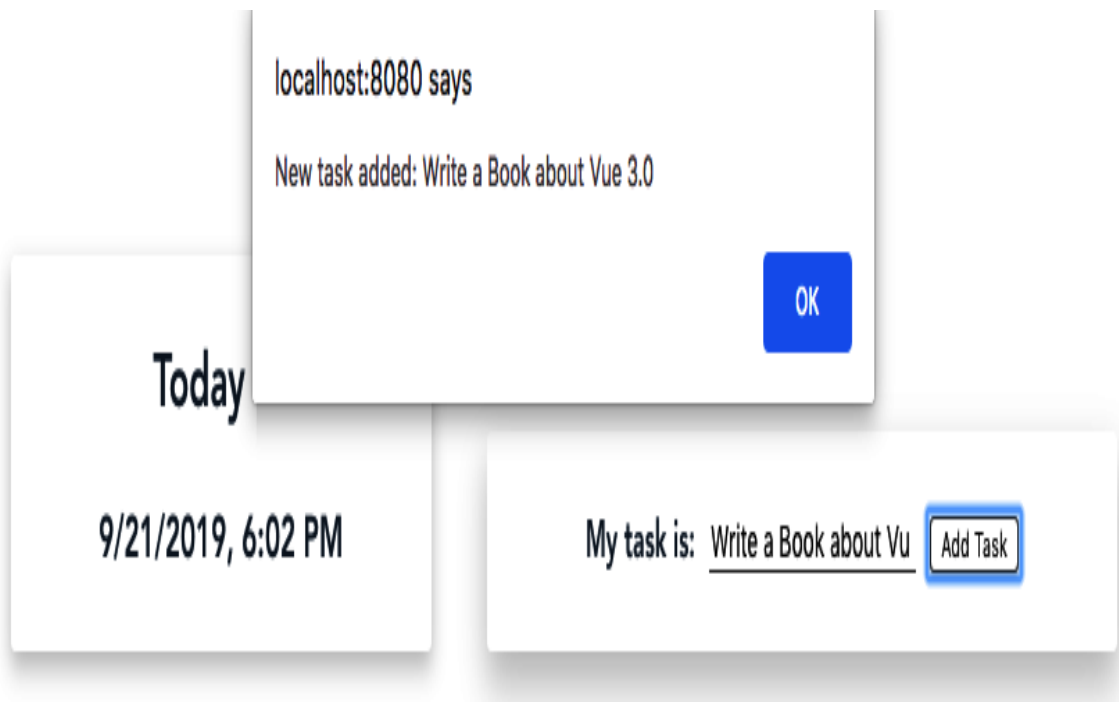 localhost:8080 says
New task added: Write a Book about Vue 3.0
OK
Today
9/21/2019, 6:02 PM
My task is: Write a Book about Vu Add Task